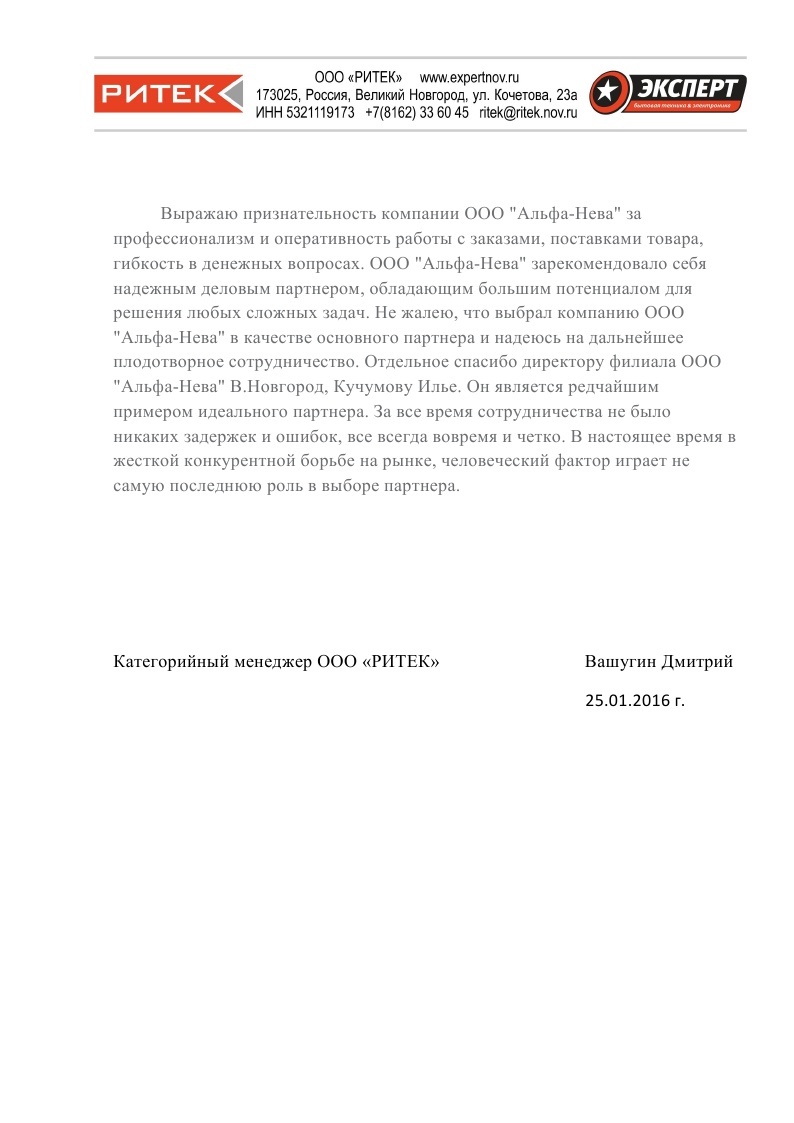 РИТЕК
ООО «РИТЕК» www.expertnov.ru
173025, Россия, Великий Новгород, ул. Кочетова, 23а
ИНН 5321119173 +7(8162) 33 60 45 ritek@ritek.nov.ru
ЭКСПЕРТ
бытовая техника & электроника
Выражаю признательность компании ООО "Альфа-Нева" за
профессионализм и оперативность работы с заказами, поставками товара,
гибкость в денежных вопросах. ООО "Альфа-Нева" зарекомендовало себя
надежным деловым партнером, обладающим большим потенциалом для
решения любых сложных задач. Не жалею, что выбрал компанию ООО
"Альфа-Нева" в качестве основного партнера и надеюсь на дальнейшее
плодотворное сотрудничество. Отдельное спасибо директору филиала ООО
"Альфа-Нева" В.Новгород, Кучумову Илье. Он является редчайшим
примером идеального партнера. За все время сотрудничества не было
никаких задержек и ошибок, все всегда вовремя и четко. В настоящее время в
жесткой конкурентной борьбе на рынке, человеческий фактор играет не
самую последнюю роль в выборе партнера.
Категорийный менеджер ООО «РИТЕК» Вашугин Дмитрий
25.01.2016 г.